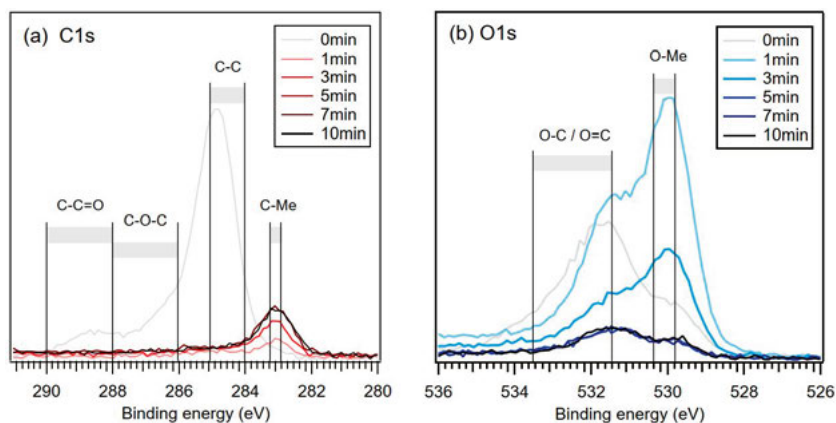 (a) C1s
0min
1min
3min
5min
7min
10min
C-C
C-C=O
C-O-C
C-Me
290 288 286 284 282 280
Binding energy (eV)
(b) O1s
0min
1min
3min
5min
7min
10min
O-Me
O-C / O=C
536 534 532 530 528 526
Binding energy (eV)